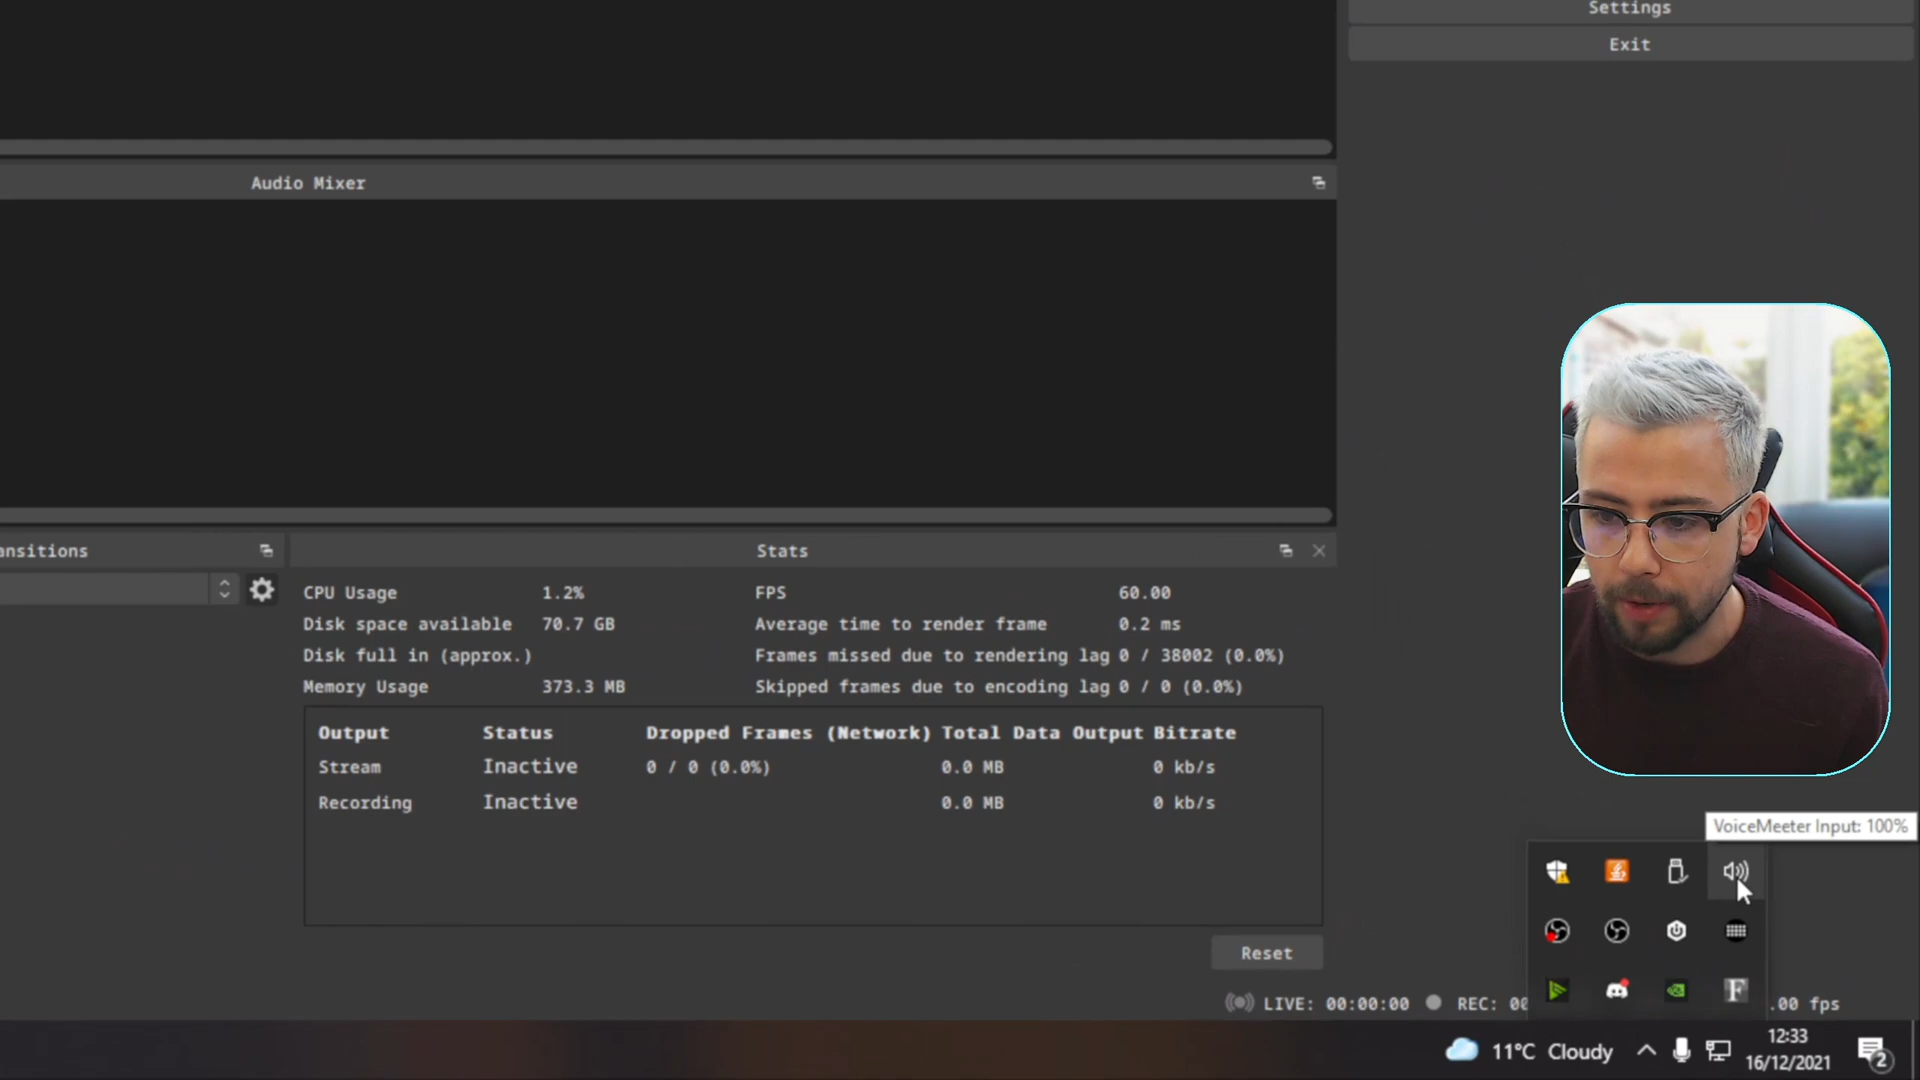 Settings
Exit
Audio Mixer
ansitions
Stats
CPU Usage 1.2% FPS 60.00
Disk space available 70.7 GB Average time to render frame 0.2 ms
Disk full in (approx.) Frames missed due to rendering lag 0 / 38002 (0.0%)
Memory Usage 373.3 MB Skipped frames due to encoding lag 0 / 0 (0.0%)
Output Status Dropped Frames (Network) Total Data Output Bitrate
Stream Inactive 0 / 0 (0.0%) 0.0 MB 0 kb/s
Recording Inactive 0.0 MB 0 kb/s
VoiceMeeter Input: 100%
Reset
F
LIVE: 00:00:00 REC: 00 .00 fps
11°C Cloudy 12:33
16/12/2021 2